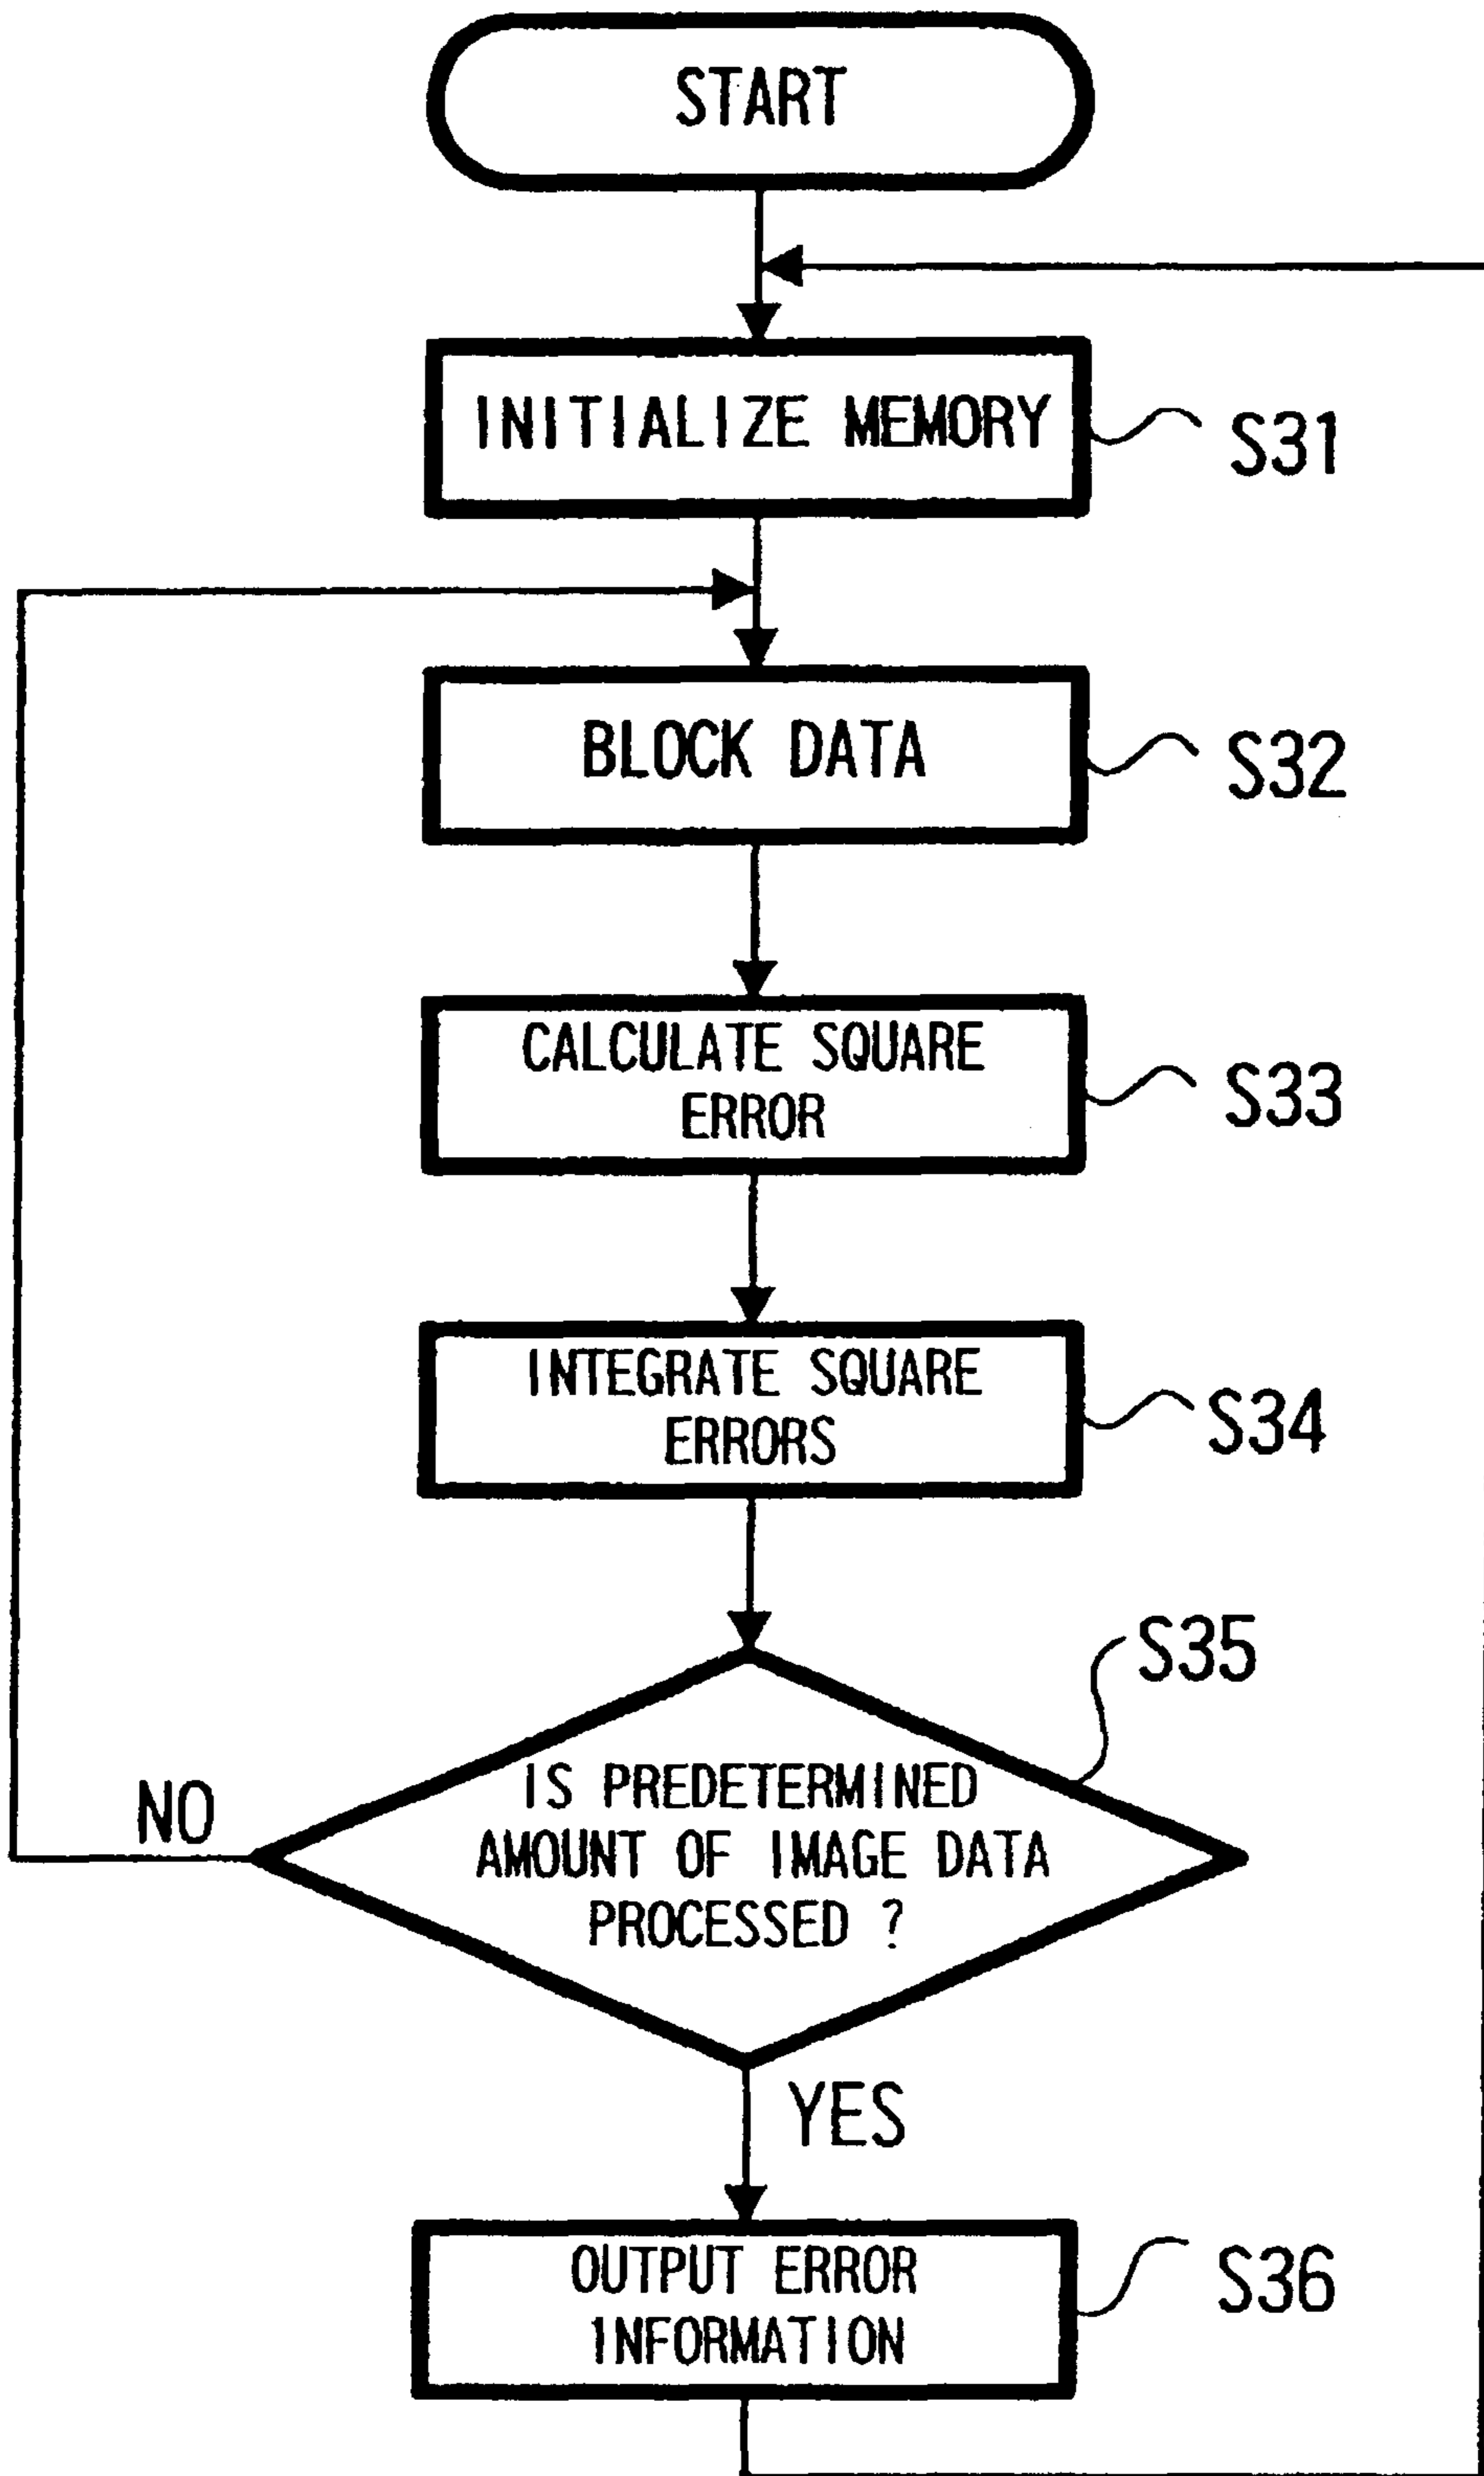 START
INITIALIZE MEMORY
S31
BLOCK DATA
S32
CALCULATE SQUARE
ERROR
S33
INTEGRATE SQUARE
ERRORS
S34
S35
IS PREDETERMINED
AMOUNT OF IMAGE DATA
PROCESSED ?
NO
YES
OUTPUT ERROR
INFORMATION
S36